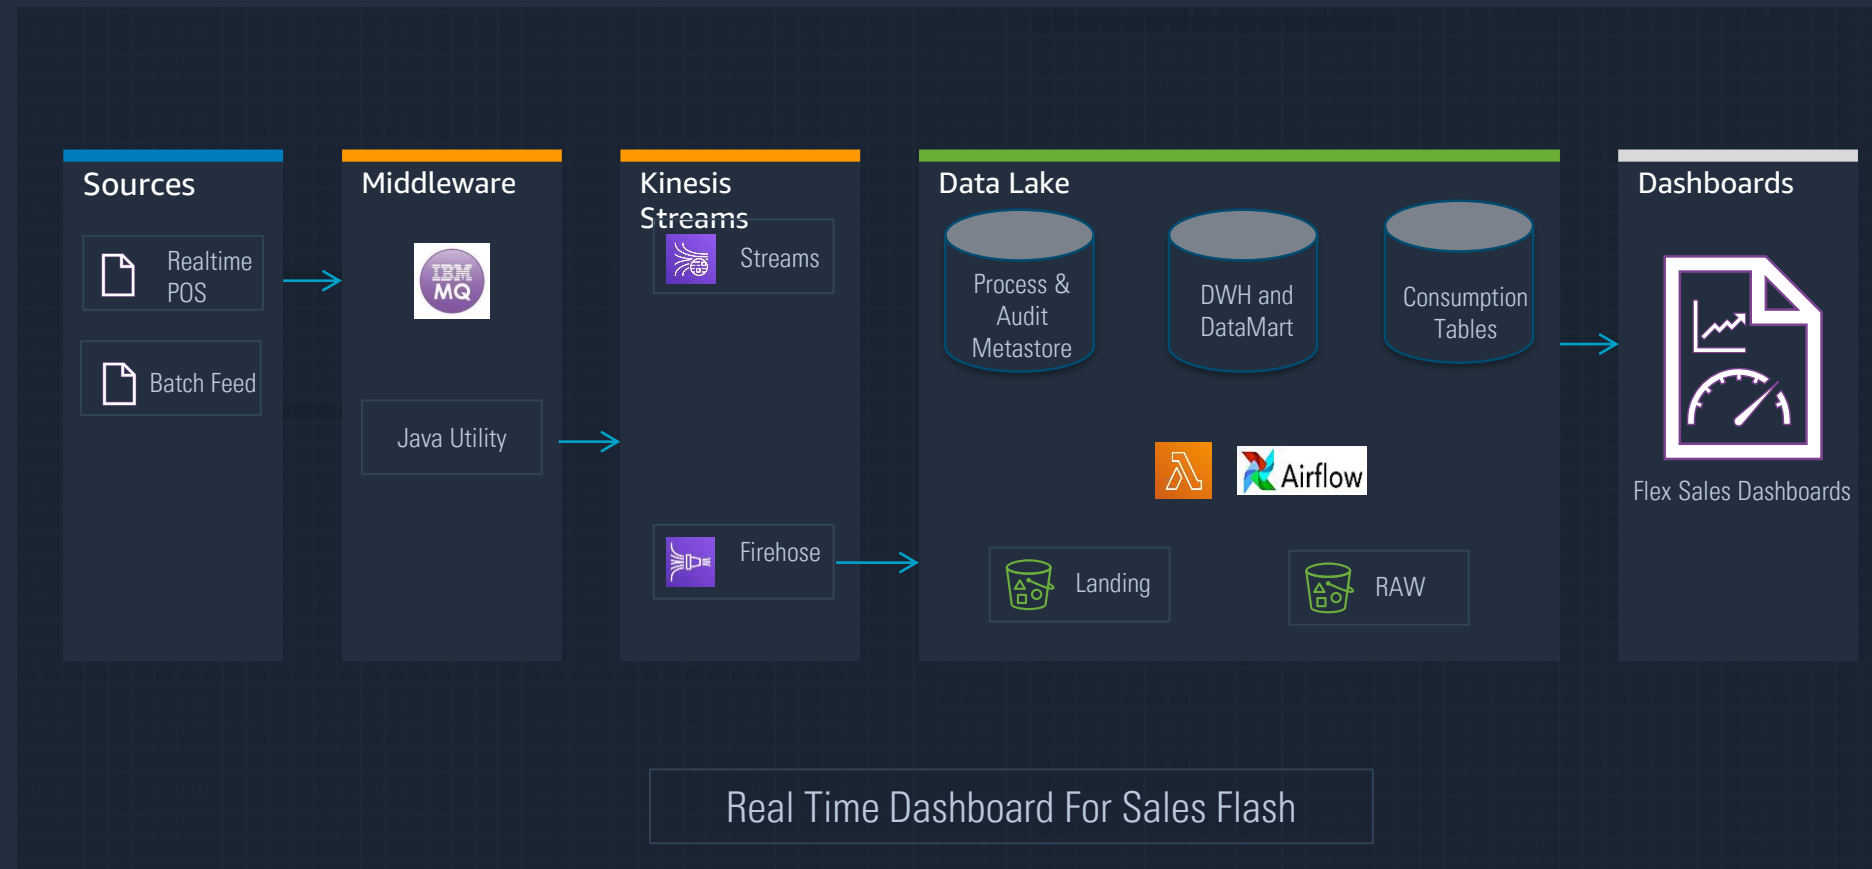 Sources
Realtime
POS
Batch Feed
Middleware
IBM
MQ
Java Utility
Kinesis
Streams
Streams
Firehose
Data Lake
Process &
Audit
Metastore
DWH and
DataMart
Consumption
Tables
Airflow
Landing
RAW
Dashboards
Flex Sales Dashboards
Real Time Dashboard For Sales Flash